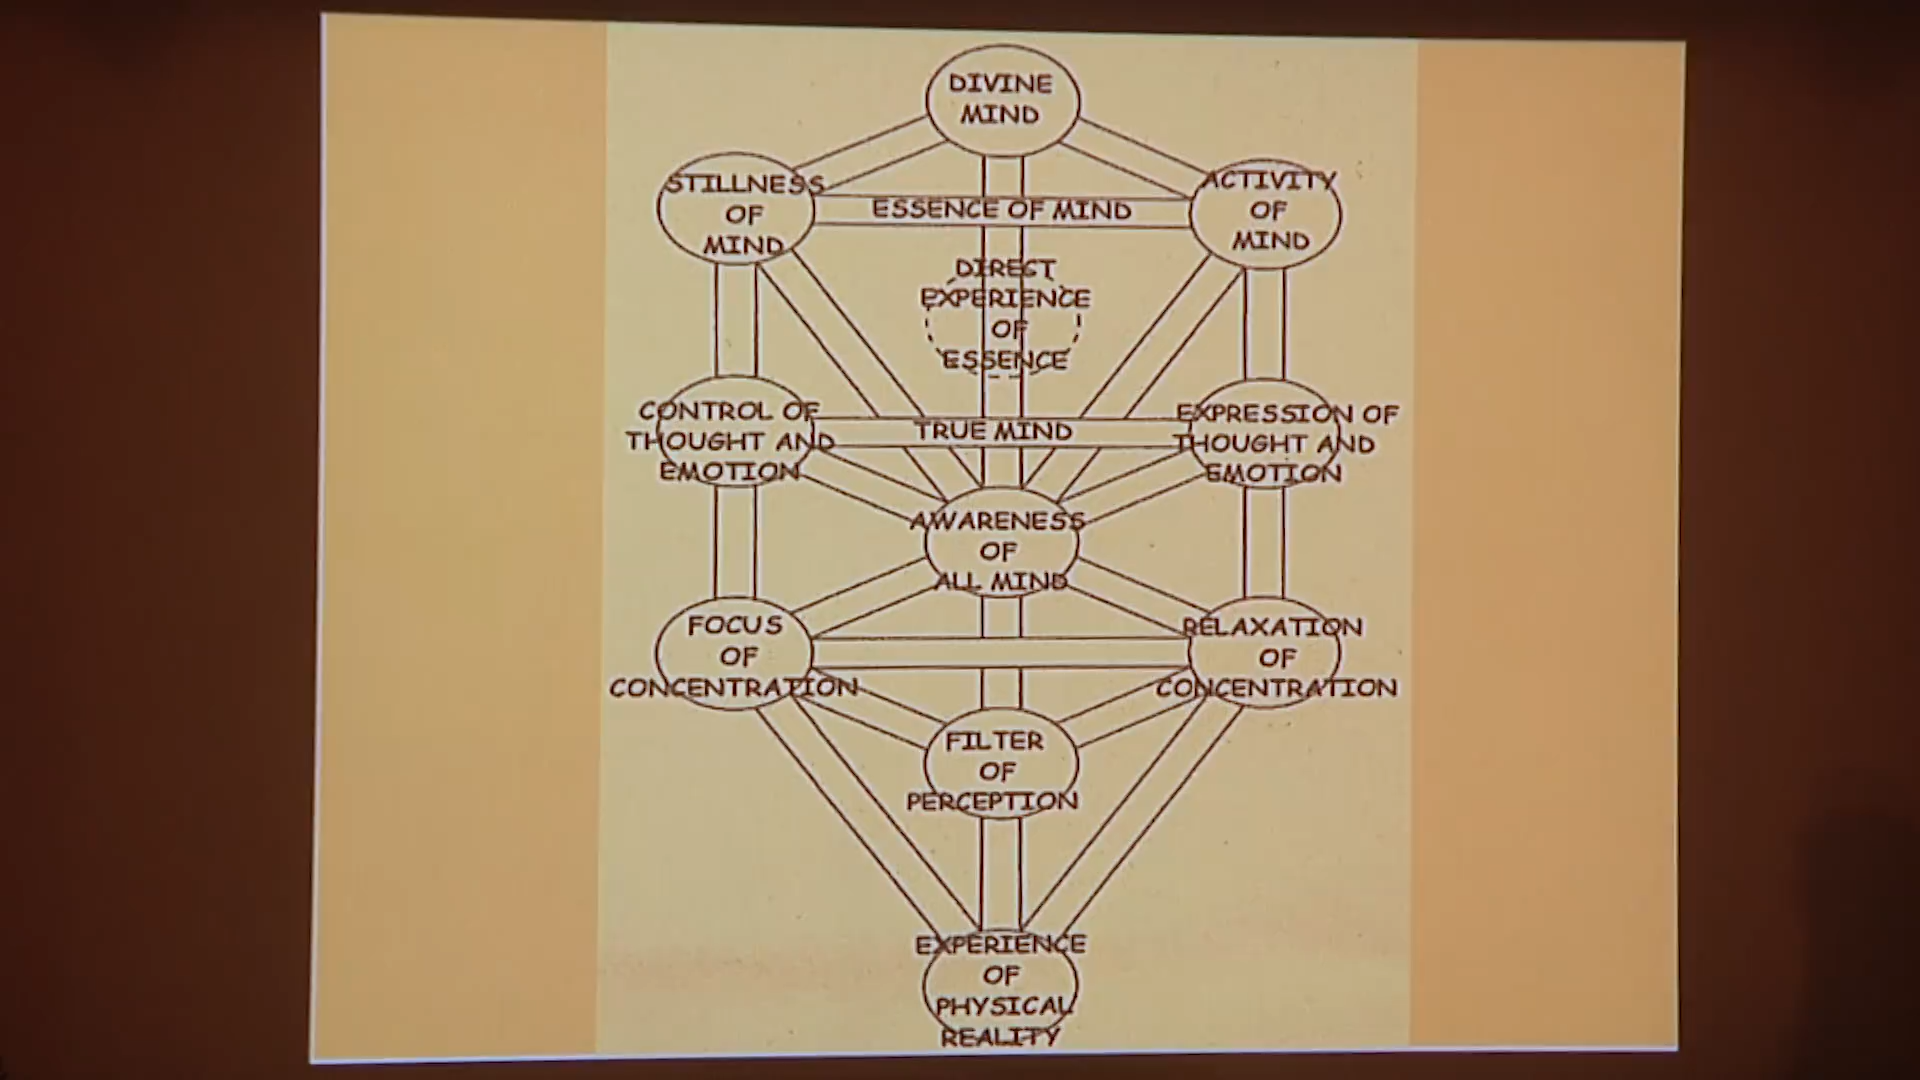 DIVINE
MIND
STILLNESS
OF
MIND
ACTIVITY
OF
MIND
ESSENCE OF MIND
DIRECT
EXPERIENCE
OF
ESSENCE
CONTROL OF
THOUGHT AND
EMOTION
TRUE MIND
EXPRESSION OF
THOUGHT AND
EMOTION
AWARENESS
OF
ALL MIND
FOCUS
OF
CONCENTRATION
RELAXATION
OF
CONCENTRATION
FILTER
OF
PERCEPTION
EXPERIENCE
OF
PHYSICAL
REALITY